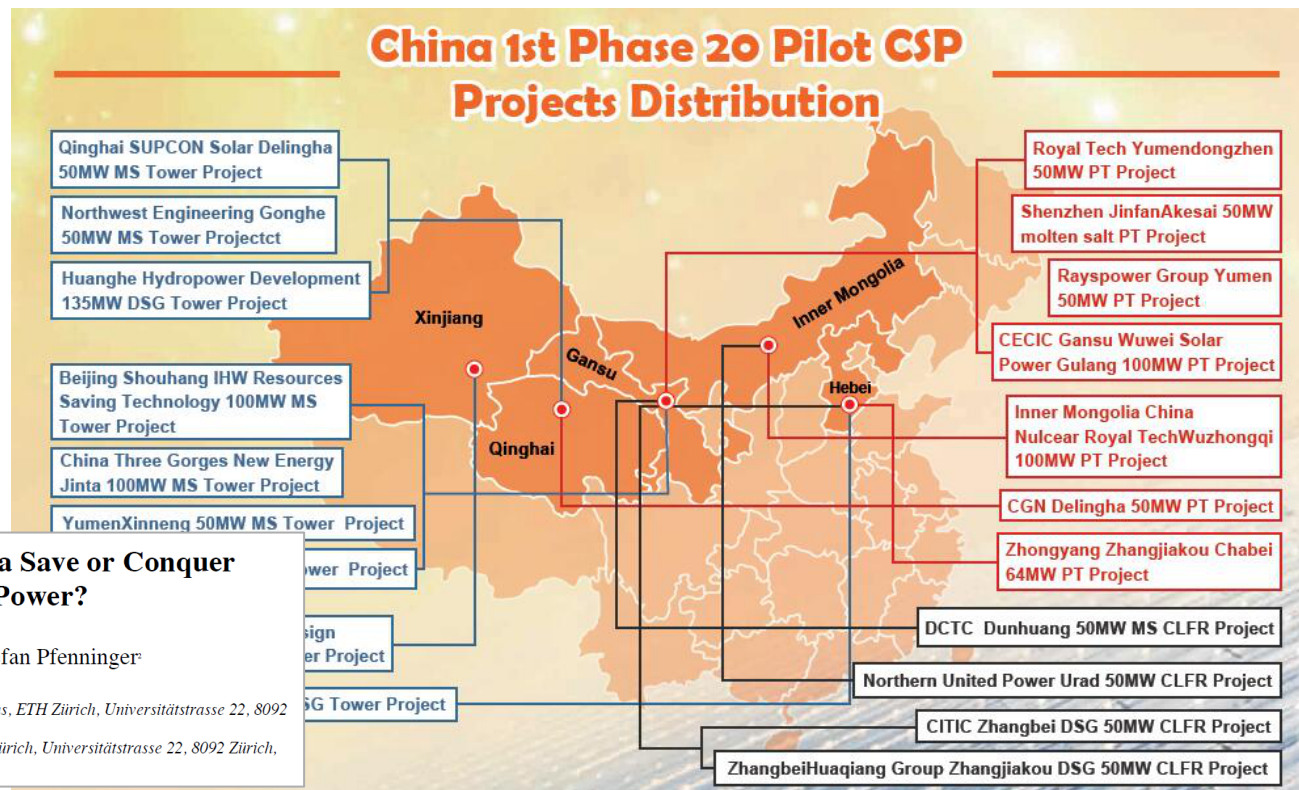 China 1st Phase 20 Pilot CSP
Projects Distribution
Qinghai SUPCON Solar Delingha
50MW MS Tower Project
Northwest Engineering Gonghe
50MW MS Tower Projectct
Huanghe Hydropower Development
135MW DSG Tower Project
Beijing Shouhang IHW Resources
Saving Technology 100MW MS
Tower Project
China Three Gorges New Energy
Jinta 100MW MS Tower Project
YumenXinneng 50MW MS Tower Project
ower Project
sign
er Project
SG Tower Project
a Save or Conquer
Power?
fan Pfenninger²
s, ETH Zürich, Universitätstrasse 22, 8092
ürich, Universitätstrasse 22, 8092 Zürich,
Xinjiang
Gansu
Qinghai
Inner Mongolia
Hebei
Royal Tech Yumendongzhen
50MW PT Project
Shenzhen JinfanAkesai 50MW
molten salt PT Project
Rayspower Group Yumen
50MW PT Project
CECIC Gansu Wuwei Solar
Power Gulang 100MW PT Project
Inner Mongolia China
Nulcear Royal TechWuzhongqi
100MW PT Project
CGN Delingha 50MW PT Project
Zhongyang Zhangjiakou Chabei
64MW PT Project
DCTC Dunhuang 50MW MS CLFR Project
Northern United Power Urad 50MW CLFR Project
CITIC Zhangbei DSG 50MW CLFR Project
ZhangbeiHuaqiang Group Zhangjiakou DSG 50MW CLFR Project